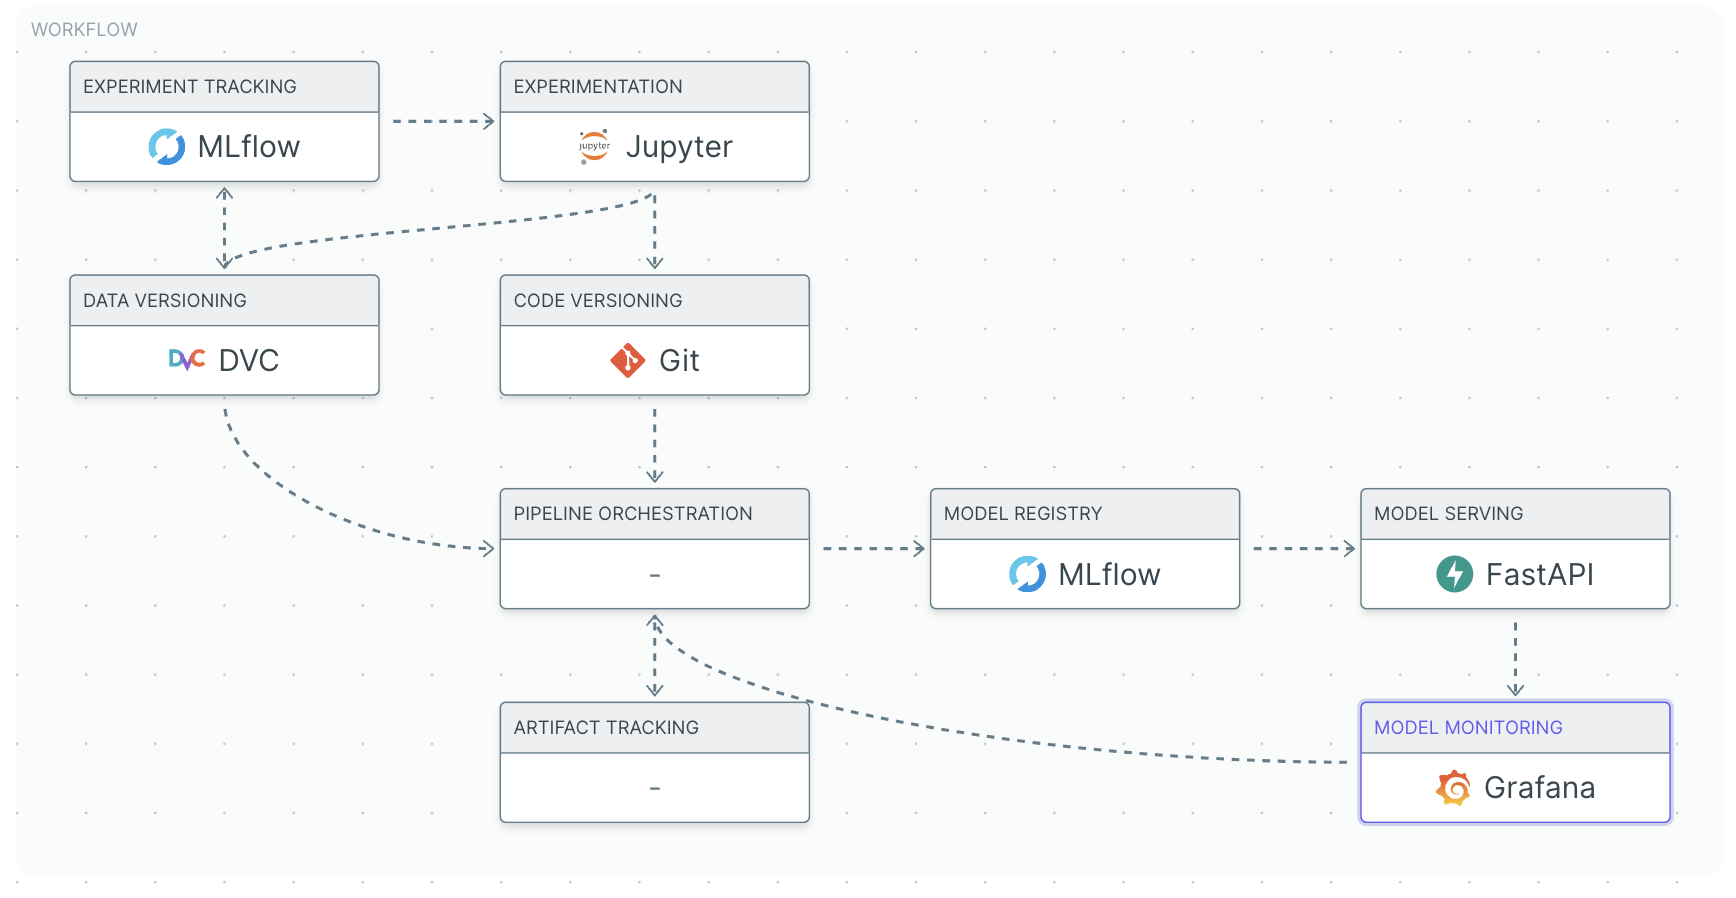 WORKFLOW
EXPERIMENT TRACKING
MLflow
EXPERIMENTATION
jupyter
Jupyter
DATA VERSIONING
DVC
DVC
CODE VERSIONING
Git
PIPELINE ORCHESTRATION
-
MODEL REGISTRY
MLflow
MODEL SERVING
FastAPI
ARTIFACT TRACKING
-
MODEL MONITORING
Grafana